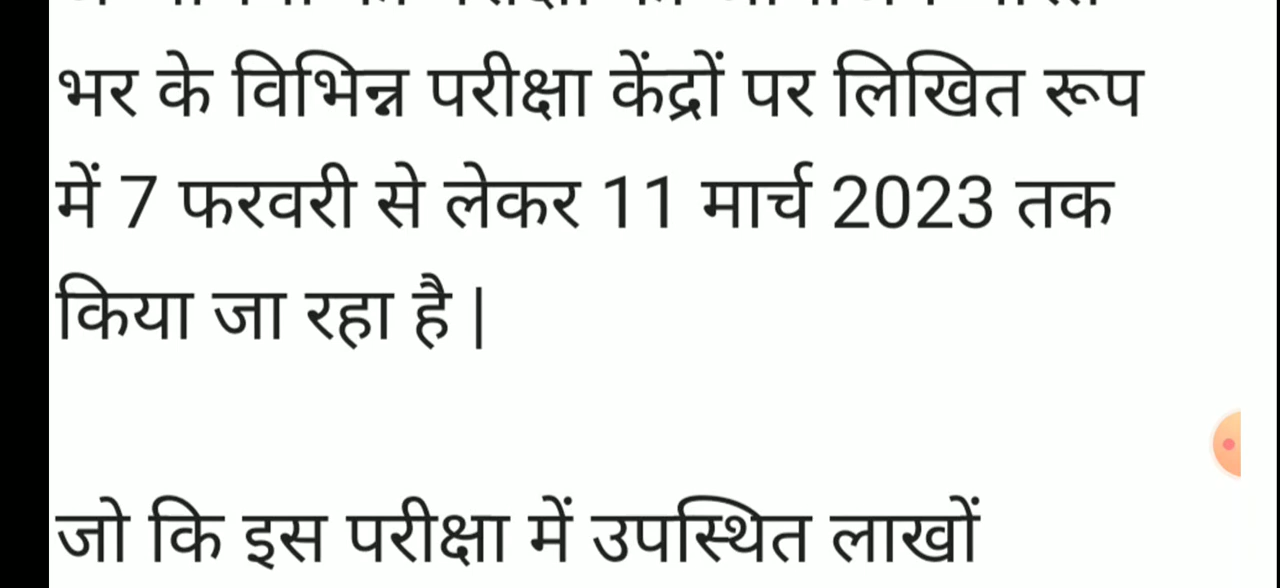 भर के विभिन्न परीक्षा केंद्रों पर लिखित रूप
में 7 फरवरी से लेकर 11 मार्च 2023 तक
किया जा रहा है |
जो कि इस परीक्षा में उपस्थित लाखों